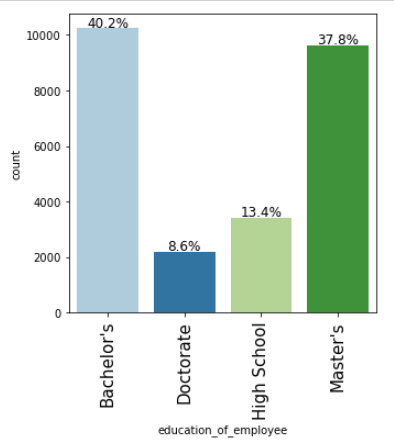 40.2%
37.8%
13.4%
8.6%
10000
8000
6000
4000
2000
0
count
Bachelor's
Doctorate
High School
Master's
education_of_employee